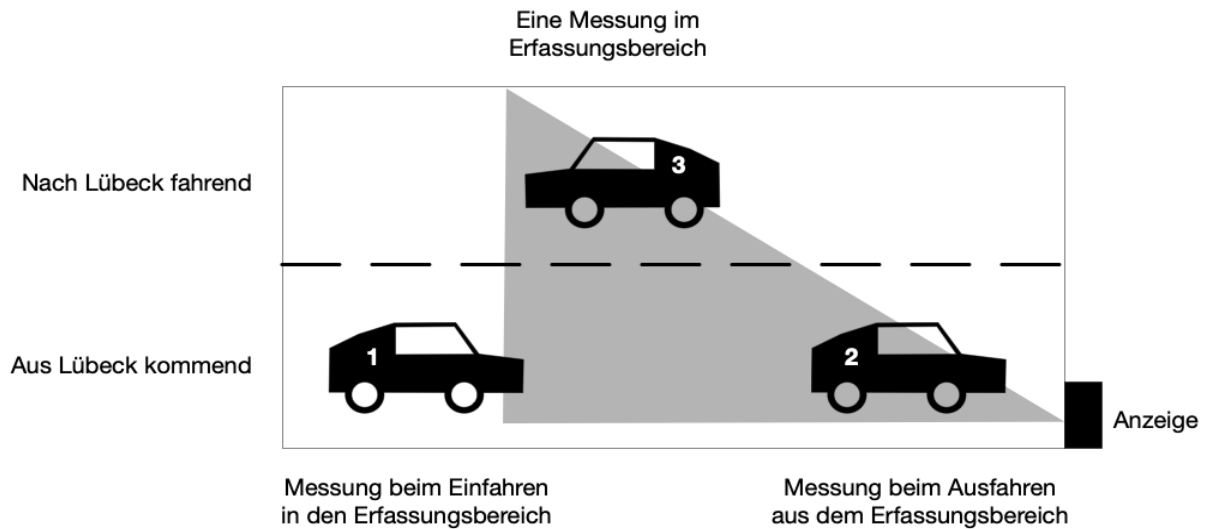 Eine Messung im
Erfassungsbereich
Nach Lübeck fahrend
3
Aus Lübeck kommend
1
2
Anzeige
Messung beim Einfahren
in den Erfassungsbereich
Messung beim Ausfahren
aus dem Erfassungsbereich